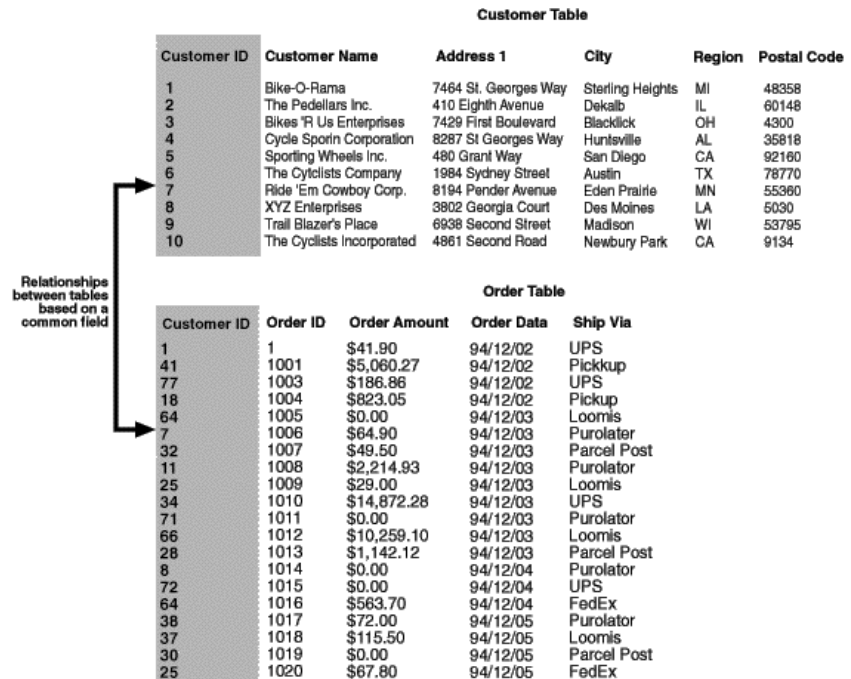 Customer Table
Customer ID Customer Name Address 1 City Region Postal Code
1 Bike-O-Rama 7464 St. Georges Way Sterling Heights MI 48358
2 The Pedellars Inc. 410 Eighth Avenue Dekalb IL 60148
3 Bikes 'R Us Enterprises 7429 First Boulevard Blacklick OH 4300
4 Cycle Sporin Corporation 8287 St Georges Way Huntsville AL 35818
5 Sporting Wheels Inc. 480 Grant Way San Diego CA 92160
6 The Cytclists Company 1984 Sydney Street Austin TX 78770
7 Ride 'Em Cowboy Corp. 8194 Pender Avenue Eden Prairie MN 55360
8 XYZ Enterprises 3802 Georgia Court Des Moines LA 5030
9 Trail Blazer's Place 6938 Second Street Madison WI 53795
10 The Cyclists Incorporated 4861 Second Road Newbury Park CA 9134
Relationships
between tables
based on a
common field
Order Table
Customer ID Order ID Order Amount Order Data Ship Via
1 1 $41.90 94/12/02 UPS
41 1001 $5,060.27 94/12/02 Pickkup
77 1003 $186.86 94/12/02 UPS
18 1004 $823.05 94/12/02 Pickup
64 1005 $0.00 94/12/03 Loomis
7 1006 $64.90 94/12/03 Purolater
32 1007 $49.50 94/12/03 Parcel Post
11 1008 $2,214.93 94/12/03 Purolator
25 1009 $29.00 94/12/03 Loomis
34 1010 $14,872.28 94/12/03 UPS
71 1011 $0.00 94/12/03 Purolator
66 1012 $10,259.10 94/12/03 Loomis
28 1013 $1,142.12 94/12/03 Parcel Post
8 1014 $0.00 94/12/04 Purolator
72 1015 $0.00 94/12/04 UPS
64 1016 $563.70 94/12/04 FedEx
38 1017 $72.00 94/12/05 Purolator
37 1018 $115.50 94/12/05 Loomis
30 1019 $0.00 94/12/05 Parcel Post
25 1020 $67.80 94/12/05 FedEx